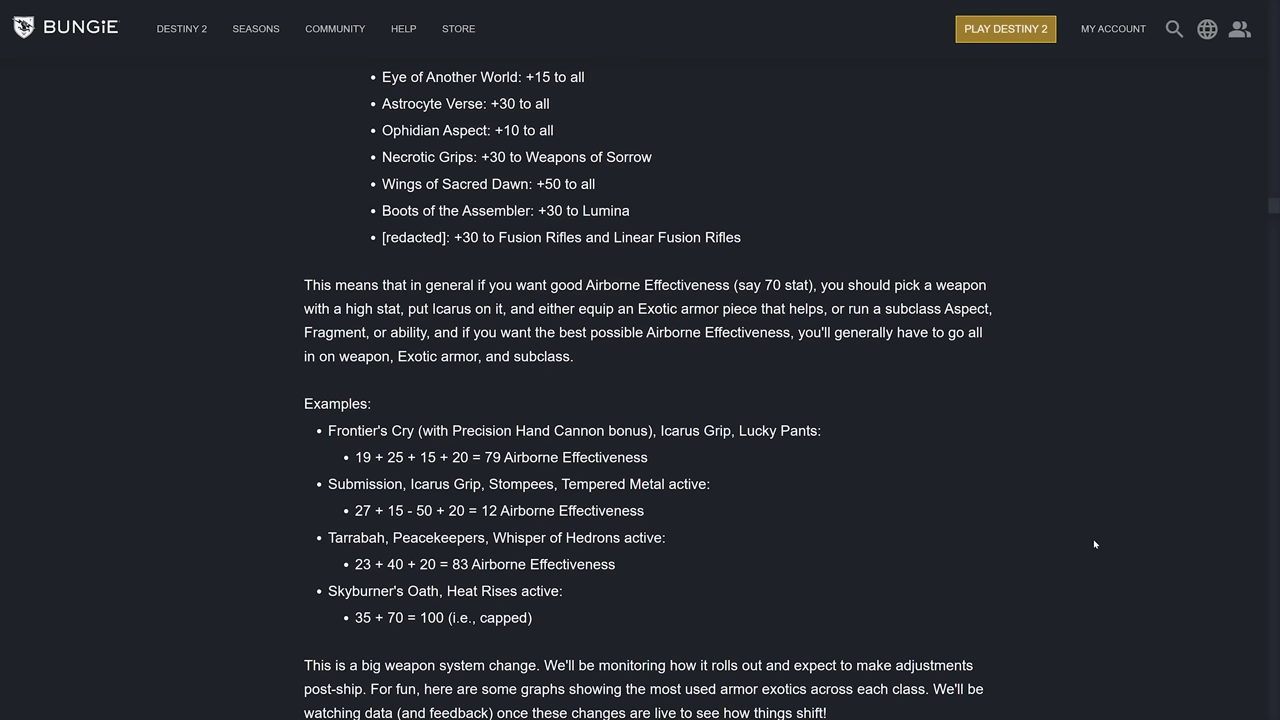 BUNGiE
DESTINY 2 SEASONS COMMUNITY HELP STORE PLAY DESTINY 2 MY ACCOUNT
• Eye of Another World: +15 to all
• Astrocyte Verse: +30 to all
• Ophidian Aspect: +10 to all
• Necrotic Grips: +30 to Weapons of Sorrow
• Wings of Sacred Dawn: +50 to all
• Boots of the Assembler: +30 to Lumina
• [redacted]: +30 to Fusion Rifles and Linear Fusion Rifles
This means that in general if you want good Airborne Effectiveness (say 70 stat), you should pick a weapon
with a high stat, put Icarus on it, and either equip an Exotic armor piece that helps, or run a subclass Aspect,
Fragment, or ability, and if you want the best possible Airborne Effectiveness, you'll generally have to go all
in on weapon, Exotic armor, and subclass.
Examples:
• Frontier's Cry (with Precision Hand Cannon bonus), Icarus Grip, Lucky Pants:
• 19 + 25 + 15 + 20 = 79 Airborne Effectiveness
• Submission, Icarus Grip, Stompees, Tempered Metal active:
• 27 + 15 - 50 + 20 = 12 Airborne Effectiveness
• Tarrabah, Peacekeepers, Whisper of Hedrons active:
• 23 + 40 + 20 = 83 Airborne Effectiveness
• Skyburner's Oath, Heat Rises active:
• 35 + 70 = 100 (i.e., capped)
This is a big weapon system change. We'll be monitoring how it rolls out and expect to make adjustments
post-ship. For fun, here are some graphs showing the most used armor exotics across each class. We'll be
watching data (and feedback) once these changes are live to see how things shift!